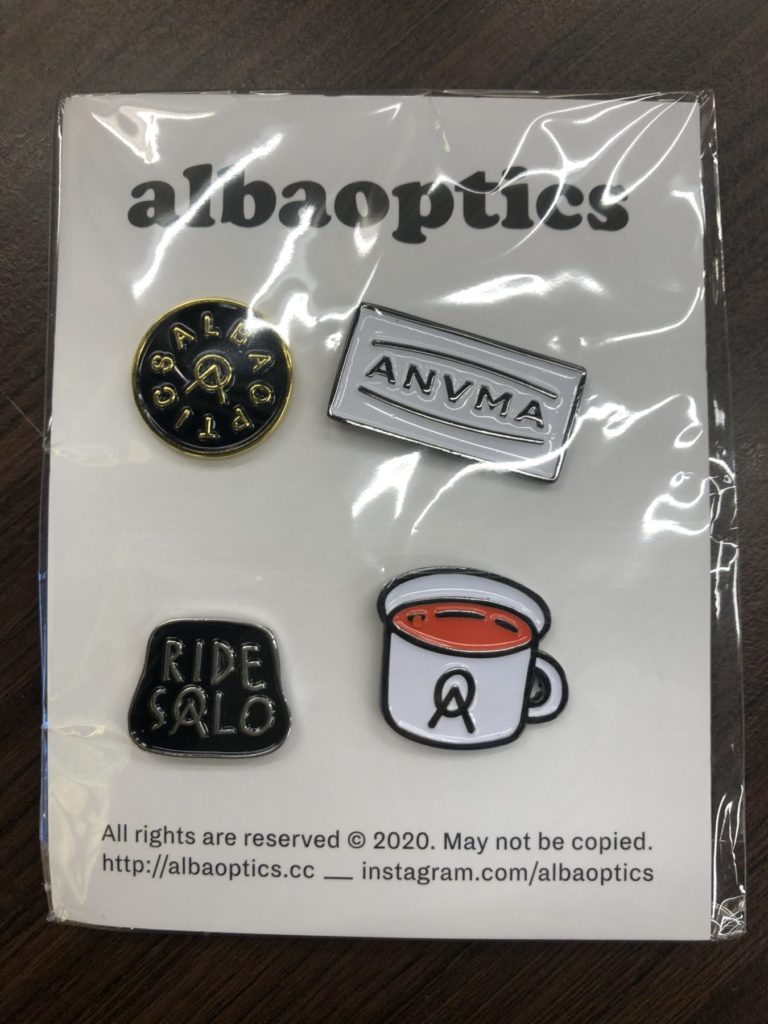 albaoptics
ALBAOPTICS
ANVMA
RIDE
SALO
All rights are reserved © 2020. May not be copied.
http://albaoptics.cc __ instagram.com/albaoptics